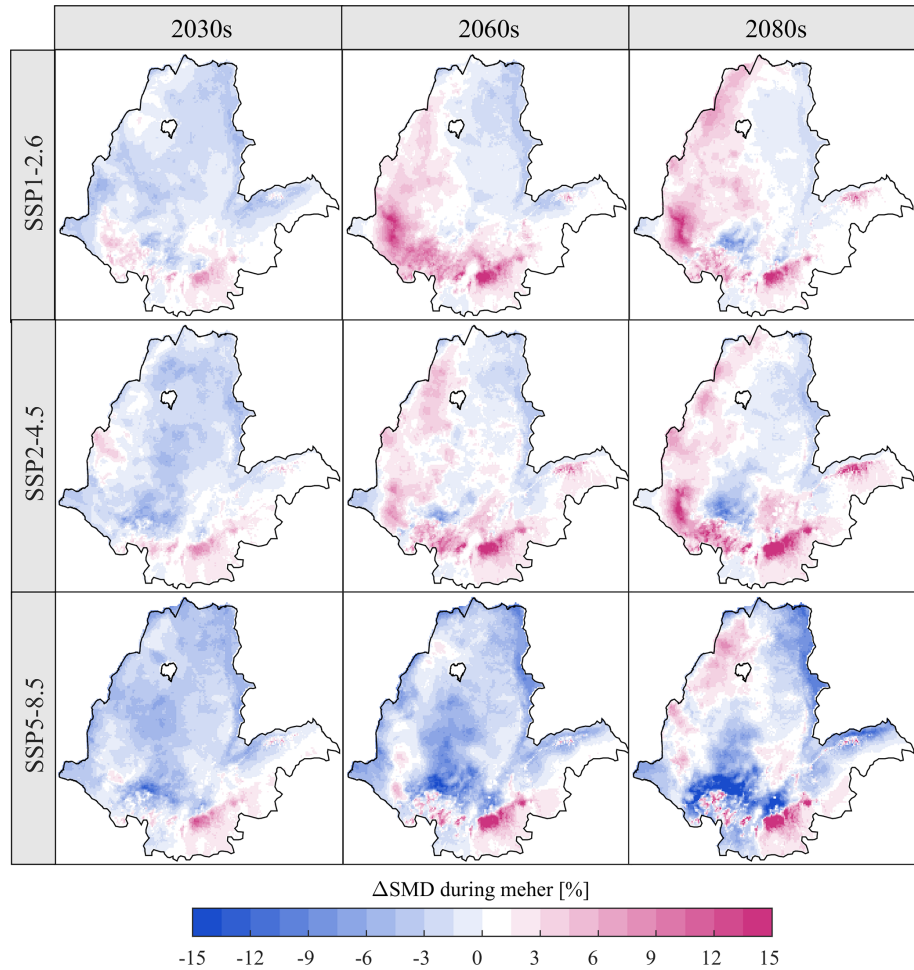 2030s 2060s 2080s
SSP1-2.6
SSP2-4.5
SSP5-8.5
ΔSMD during meher [%]
-15 -12 -9 -6 -3 0 3 6 9 12 15